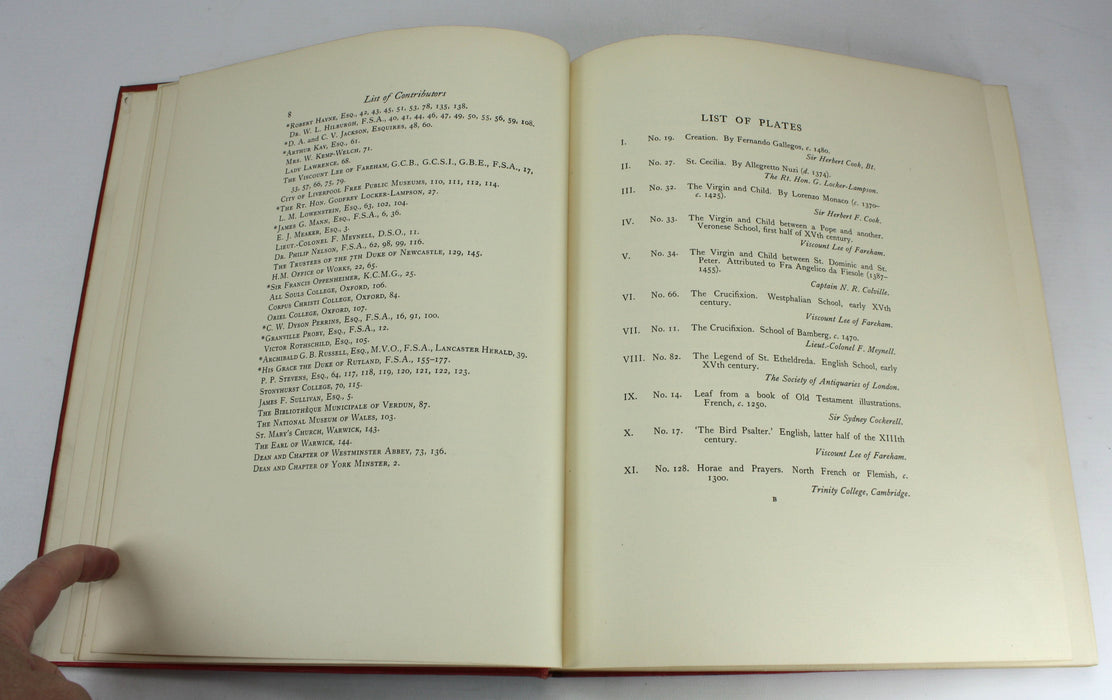 List of Contributors
8
*Robert Hayne, Esq., 42, 43, 45, 51, 53, 78, 135, 138.
Dr. W. L. Hilburgh, F.S.A., 40, 41, 44, 46, 47, 49, 50, 55, 56, 59, 108.
*D. A. and C. V. Jackson, Esquires, 48, 60.
*Arthur Kay, Esq., 61.
Mrs. W. Kemp-Welch, 71.
Lady Lawrence, 68.
The Viscount Lee of Fareham, G.C.B., G.C.S.I., G.B.E., F.S.A., 17,
33, 57, 66, 75, 79.
City of Liverpool Free Public Museums, 110, 111, 112, 114.
*The Rt. Hon. Godfrey Locker-Lampson, 27.
L. M. Lowenstein, Esq., 63, 102, 104.
*James G. Mann, Esq., F.S.A., 6, 36.
E. J. Meaker, Esq., 3.
Lieut.-Colonel F. Meynell, D.S.O., 11.
Dr. Philip Nelson, F.S.A., 62, 98, 99, 116.
The Trustees of the 7th Duke of Newcastle, 129, 145.
H.M. Office of Works, 22, 65.
*Sir Francis Oppenheimer, K.C.M.G., 25.
All Souls College, Oxford, 106.
Corpus Christi College, Oxford, 84.
Oriel College, Oxford, 107.
*C. W. Dyson Perrins, Esq., F.S.A., 16, 91, 100.
*Granville Proby, Esq., F.S.A., 12.
Victor Rothschild, Esq., 105.
*Archibald G. B. Russell, Esq., M.V.O., F.S.A., Lancaster Herald, 39.
*His Grace the Duke of Rutland, F.S.A., 155-177.
P. P. Stevens, Esq., 64, 117, 118, 119, 120, 121, 122, 123.
Stonyhurst College, 70, 115.
James F. Sullivan, Esq., 5.
The Bibliothèque Municipale of Verdun, 87.
The National Museum of Wales, 103.
St. Mary's Church, Warwick, 143.
The Earl of Warwick, 144.
Dean and Chapter of Westminster Abbey, 73, 136.
Dean and Chapter of York Minster, 2.
LIST OF PLATES
I. No. 19. Creation. By Fernando Gallegos, c. 1480.
Sir Herbert Cook, Bt.
II. No. 27. St. Cecilia. By Allegretto Nuzi (d. 1374).
The Rt. Hon. G. Locker-Lampson.
III. No. 32. The Virgin and Child. By Lorenzo Monaco (c. 1370–
c. 1425).
Sir Herbert F. Cook.
IV. No. 33. The Virgin and Child between a Pope and another.
Veronese School, first half of XVth century.
Viscount Lee of Fareham.
V. No. 34. The Virgin and Child between St. Dominic and St.
Peter. Attributed to Fra Angelico da Fiesole (1387–
1455).
Captain N. R. Colville.
VI. No. 66. The Crucifixion. Westphalian School, early XVth
century.
Viscount Lee of Fareham.
VII. No. 11. The Crucifixion. School of Bamberg, c. 1470.
Lieut.-Colonel F. Meynell.
VIII. No. 82. The Legend of St. Etheldreda. English School, early
XVth century.
The Society of Antiquaries of London.
IX. No. 14. Leaf from a book of Old Testament illustrations.
French, c. 1250.
Sir Sydney Cockerell.
X. No. 17. 'The Bird Psalter.' English, latter half of the XIIIth
century.
Viscount Lee of Fareham.
XI. No. 128. Horae and Prayers. North French or Flemish, c.
1300.
Trinity College, Cambridge.
B